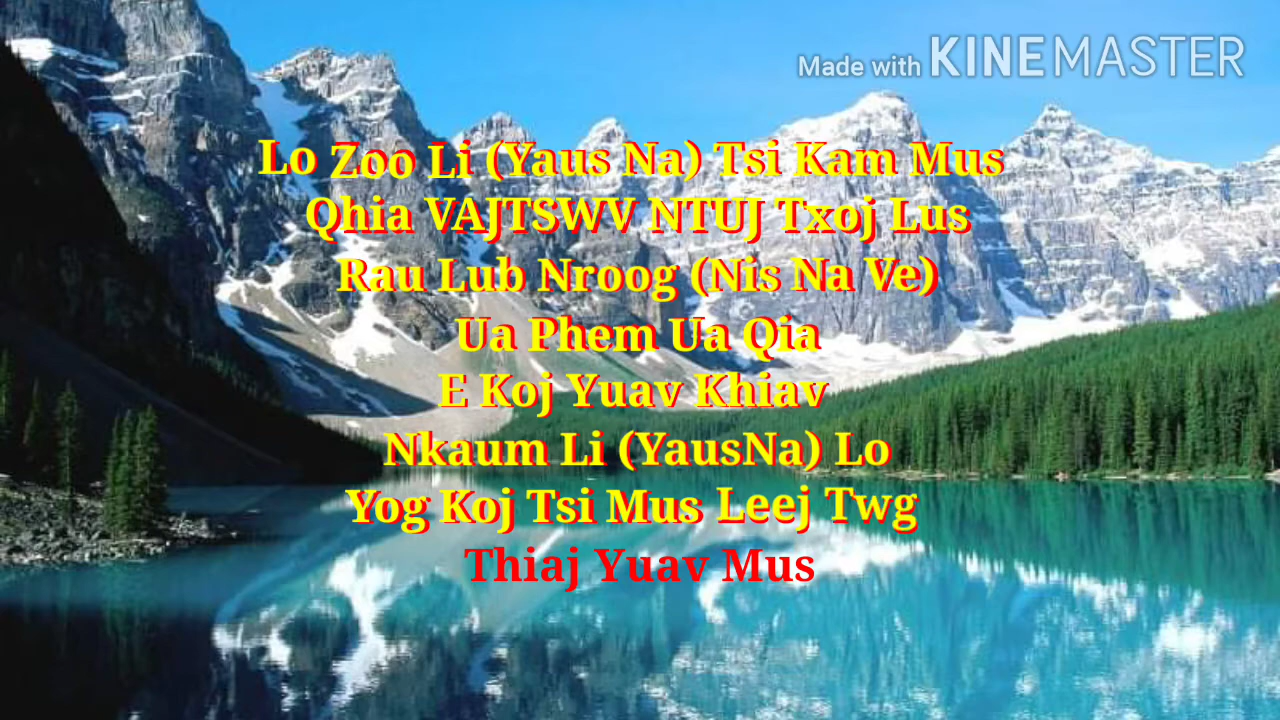 Made with KINEMASTER
Lo Zoo Li (Yaus Na) Tsi Kam Mus
Qhia VAJTSWV NTUJ Txoj Lus
Rau Lub Nroog (Nis Na Ve)
Ua Phem Ua Qia
E Koj Yuav Khiav
Nkaum Li (YausNa) Lo
Yog Koj Tsi Mus Leej Twg
Thiaj Yuav Mus